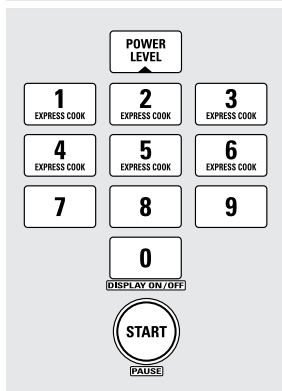 POWER
LEVEL
1 2 3
EXPRESS COOK EXPRESS COOK EXPRESS COOK
4 5 6
EXPRESS COOK EXPRESS COOK EXPRESS COOK
7 8 9
0
DISPLAY ON/OFF
START
PAUSE